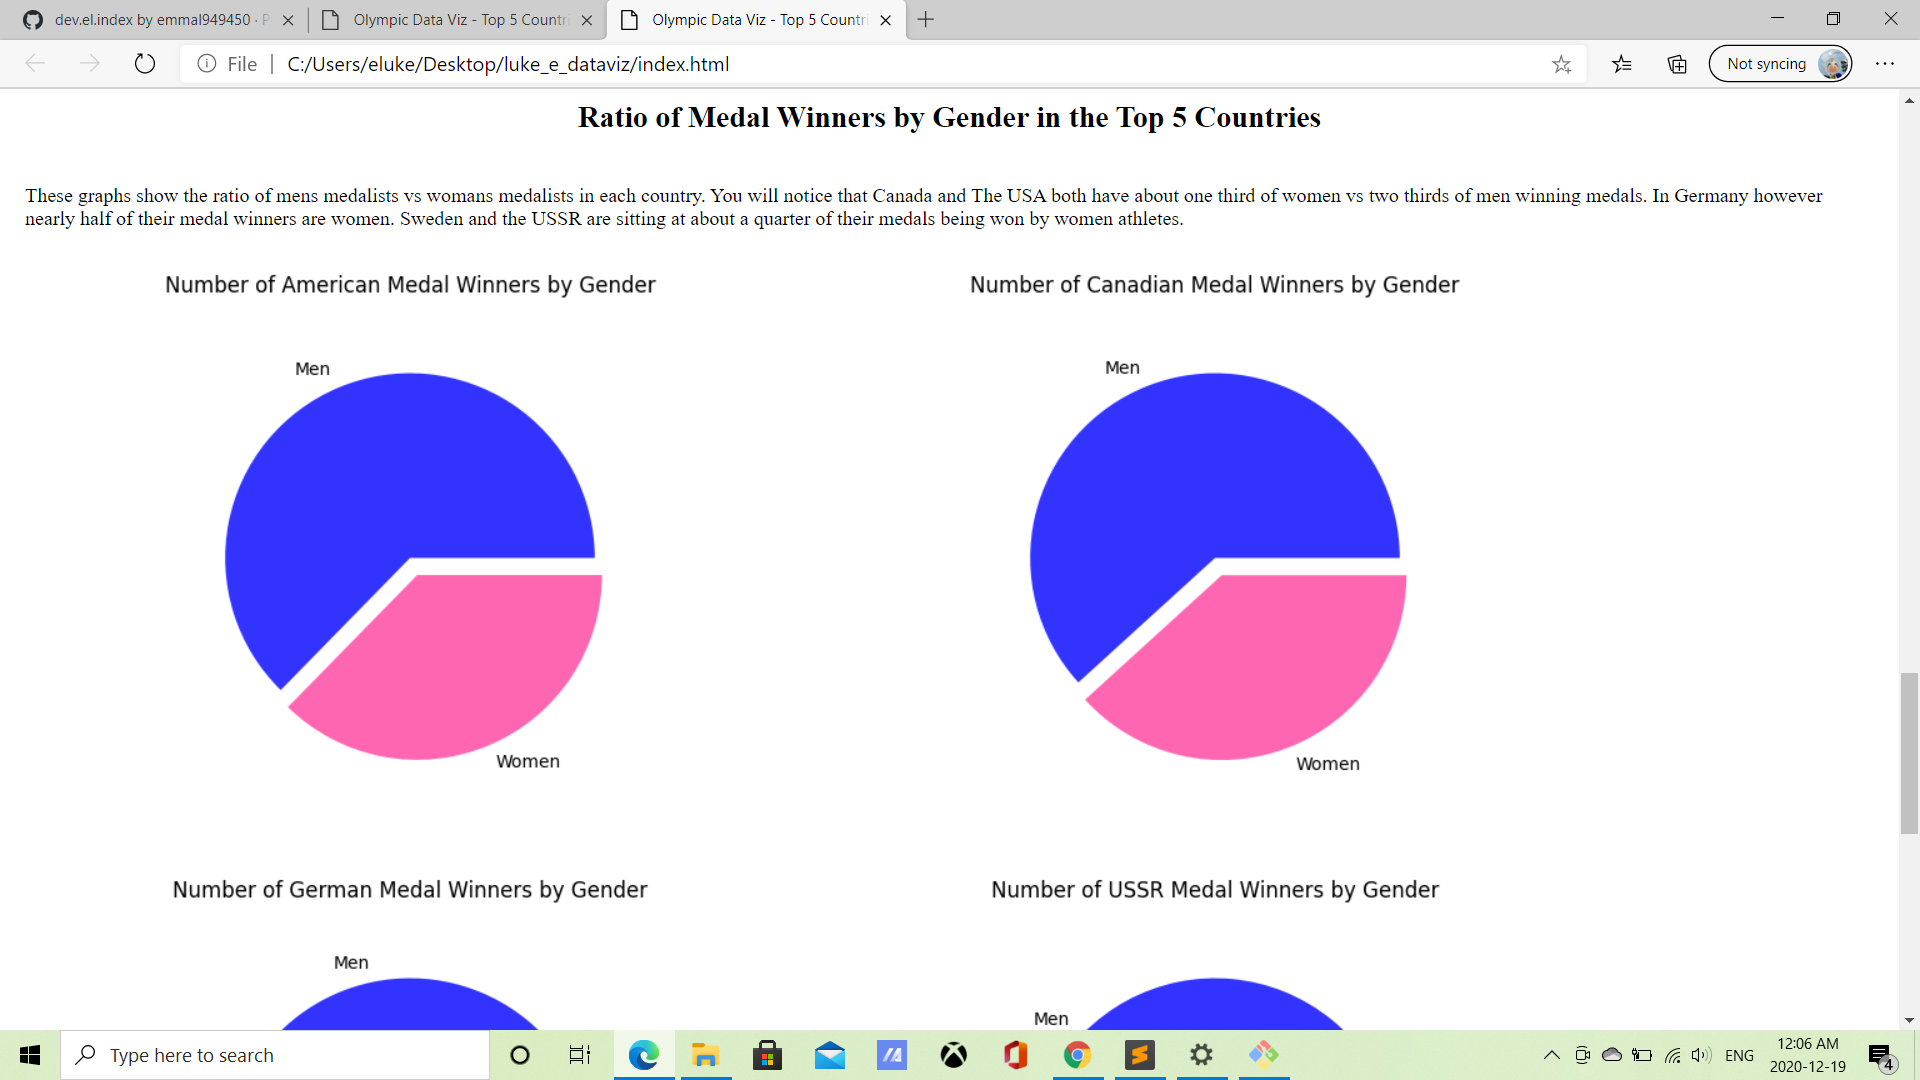 dev.el.index by emmal949450 · P
Olympic Data Viz - Top 5 Countri
Olympic Data Viz - Top 5 Countri
File
C:/Users/eluke/Desktop/luke_e_dataviz/index.html
Not syncing
Ratio of Medal Winners by Gender in the Top 5 Countries
These graphs show the ratio of mens medalists vs womans medalists in each country. You will notice that Canada and The USA both have about one third of women vs two thirds of men winning medals. In Germany however
nearly half of their medal winners are women. Sweden and the USSR are sitting at about a quarter of their medals being won by women athletes.
Number of American Medal Winners by Gender
Men
Women
Number of Canadian Medal Winners by Gender
Men
Women
Number of German Medal Winners by Gender
Men
Number of USSR Medal Winners by Gender
Men
Type here to search
ENG
12:06 AM
2020-12-19
4